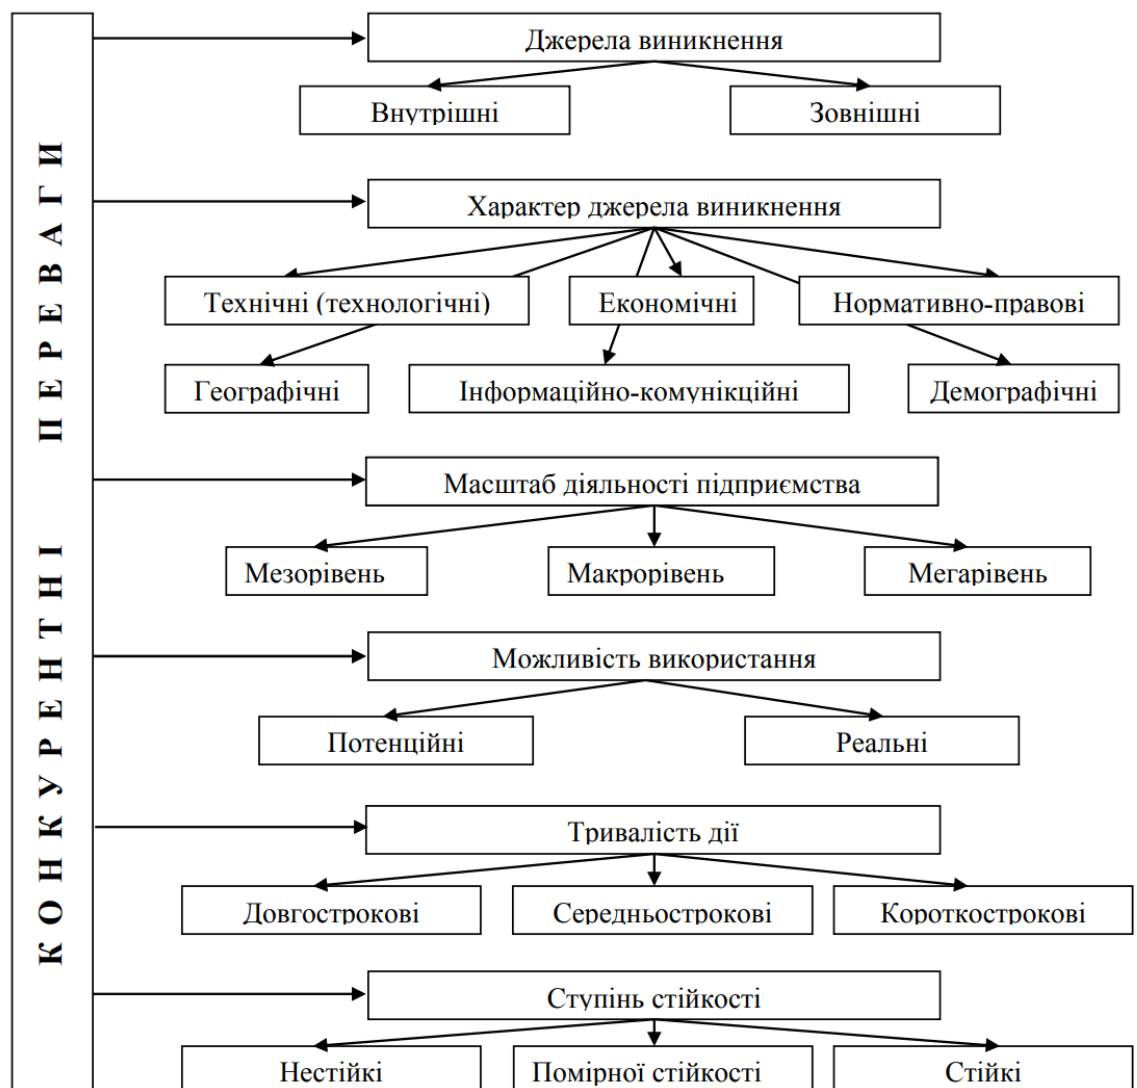 КОНКУРЕНТНІ ПЕРЕВАГИ
Джерела виникнення
Внутрішні Зовнішні
Характер джерела виникнення
Технічні (технологічні) Економічні Нормативно-правові
Географічні Інформаційно-комунікційні Демографічні
Масштаб діяльності підприємства
Мезорівень Макрорівень Мегарівень
Можливість використання
Потенційні Реальні
Тривалість дії
Довгострокові Середньострокові Короткострокові
Ступінь стійкості
Нестійкі Помірної стійкості Стійкі